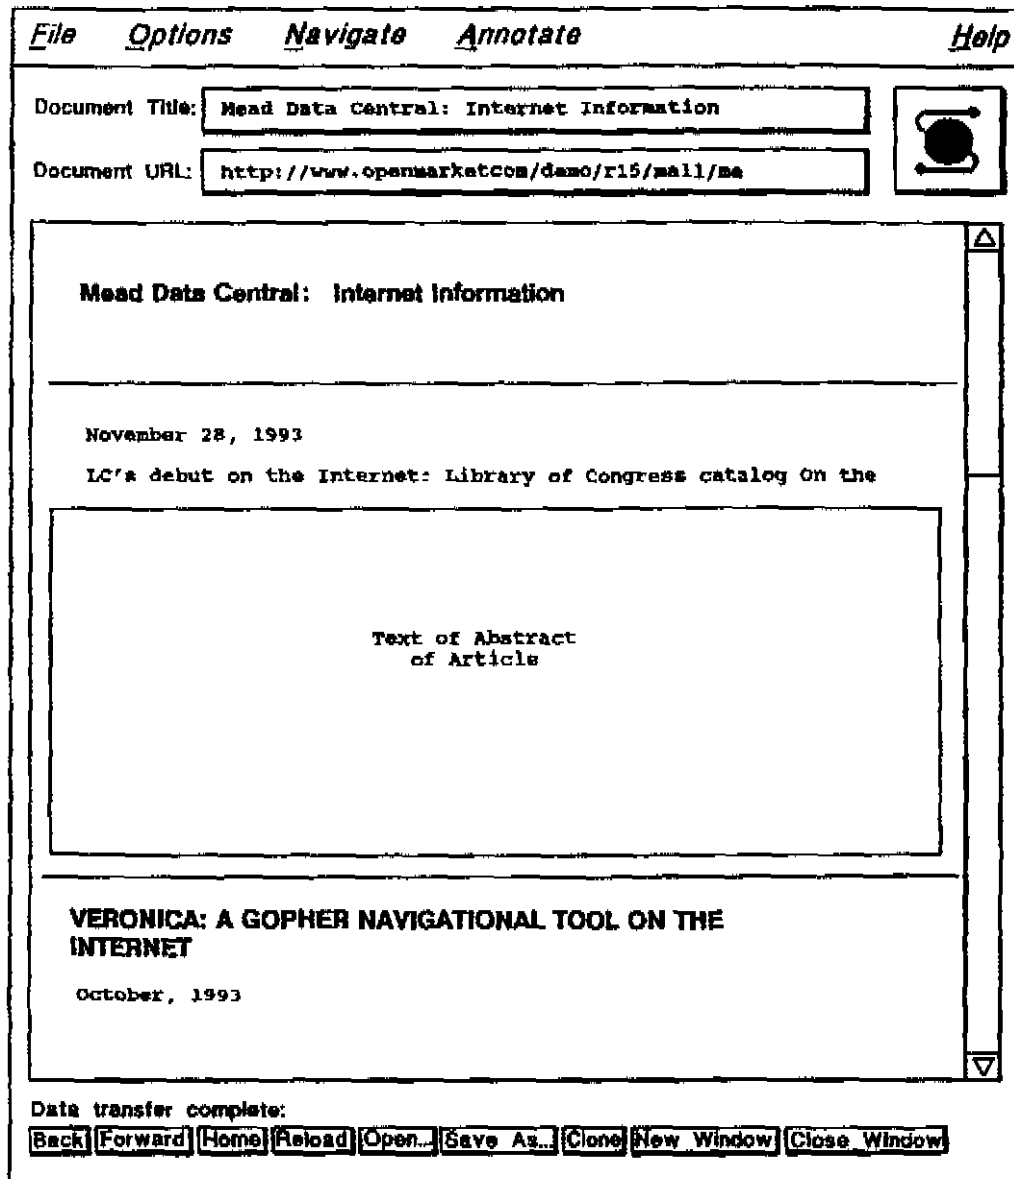 File Options Navigate Annotate Help
Document Title: Mead Data Central: Internet Information
Document URL: http://www.openmarketcom/demo/r15/mall/me
Mead Data Central: Internet Information
November 28, 1993
LC's debut on the Internet: Library of Congress catalog On the
Text of Abstract
of Article
VERONICA: A GOPHER NAVIGATIONAL TOOL ON THE
INTERNET
October, 1993
Data transfer complete:
Back Forward Home Reload Open... Save As... Clone New Window Close Window